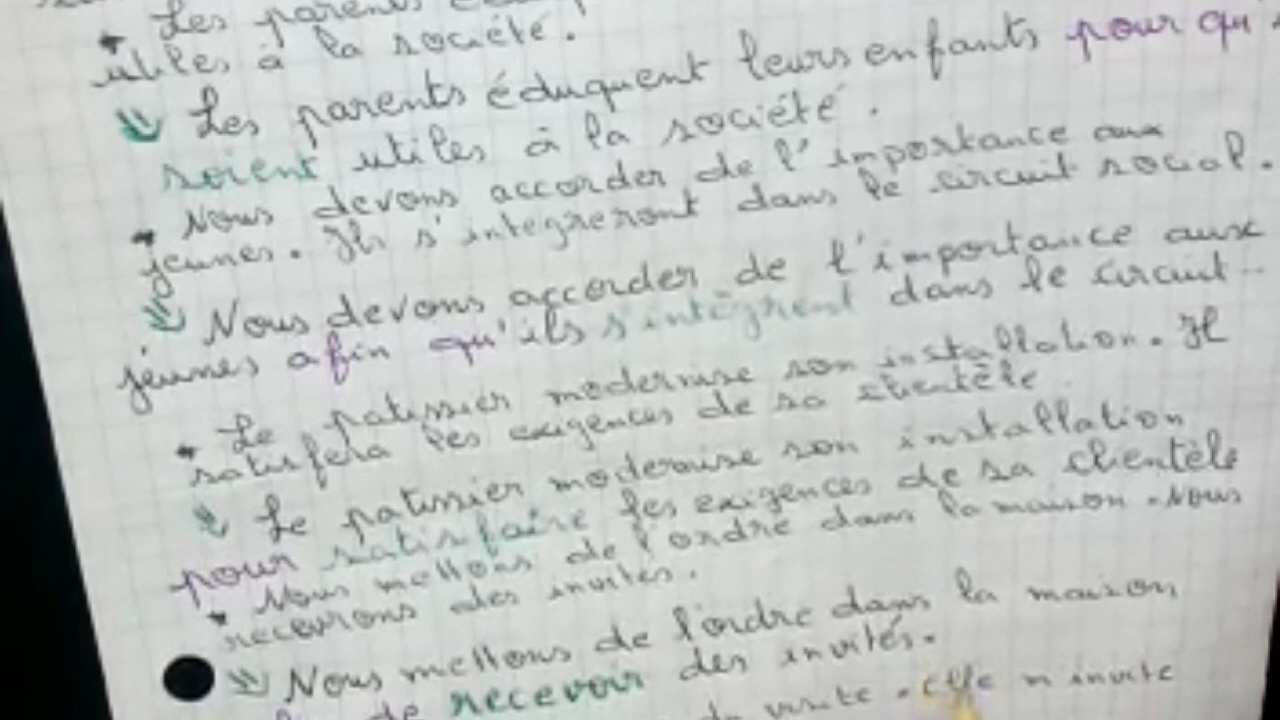 * Les parents
utiles à la société.
⇒ Les parents éduquent leurs enfants pour qu'
soient utiles à la société.
* Nous devons accorder de l'importance aux
jeunes. Ils s'intégreront dans le circuit social.
⇒ Nous devons accorder de l'importance aux
jeunes afin qu'ils s'intègrent dans le circuit..
* Le patissier modernise son installation. Il
satisfera les exigences de sa clientèle
⇒ Le patissier modernise son installation
pour satisfaire les exigences de sa clientèle
* Nous mettons de l'ordre dans la maison. Nous
recevrons des invités.
⇒ Nous mettons de l'ordre dans la maison,
de recevoir des invités.
visite. elle m'invite